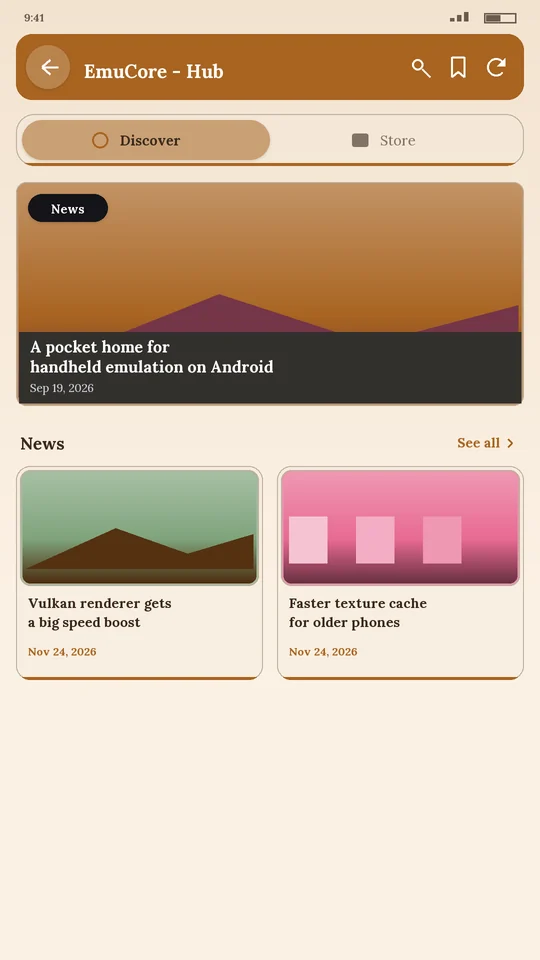 9:41
EmuCore - Hub
Discover
Store
News
A pocket home for
handheld emulation on Android
Sep 19, 2026
News
See all
Vulkan renderer gets
a big speed boost
Nov 24, 2026
Faster texture cache
for older phones
Nov 24, 2026